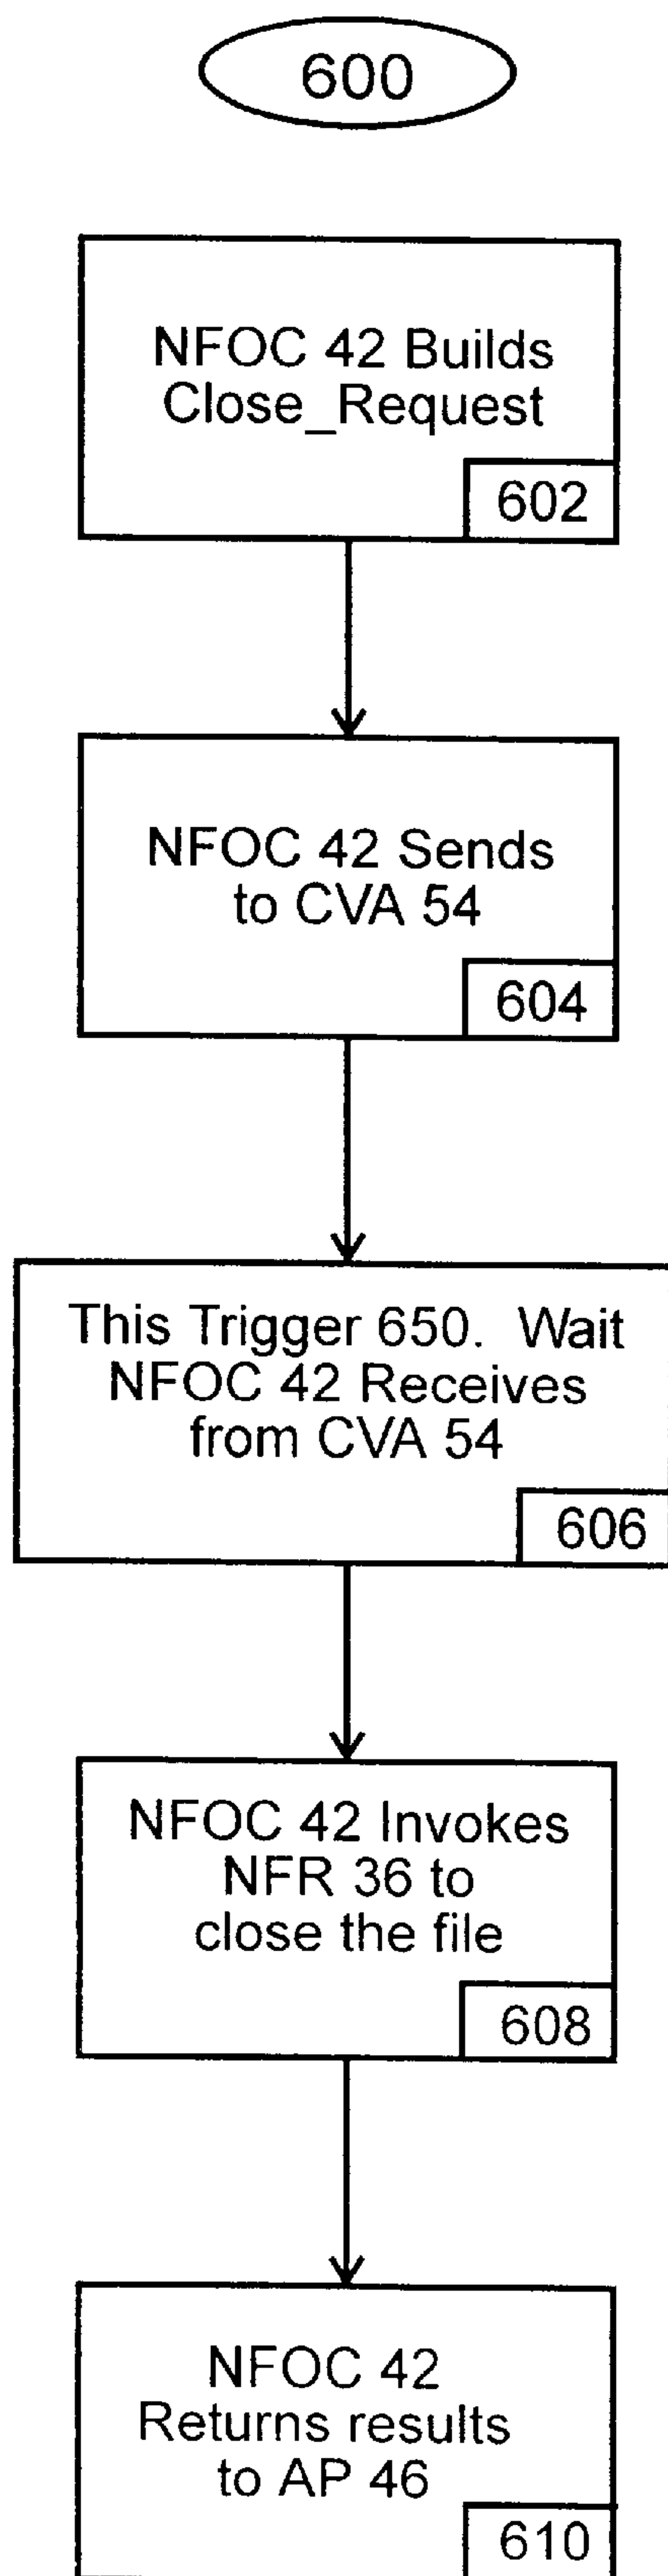 600
NFOC 42 Builds
Close_Request
602
NFOC 42 Sends
to CVA 54
604
This Trigger 650.  Wait
NFOC 42 Receives
from CVA 54
606
NFOC 42 Invokes
NFR 36 to
close the file
608
NFOC 42
Returns results
to AP 46
610